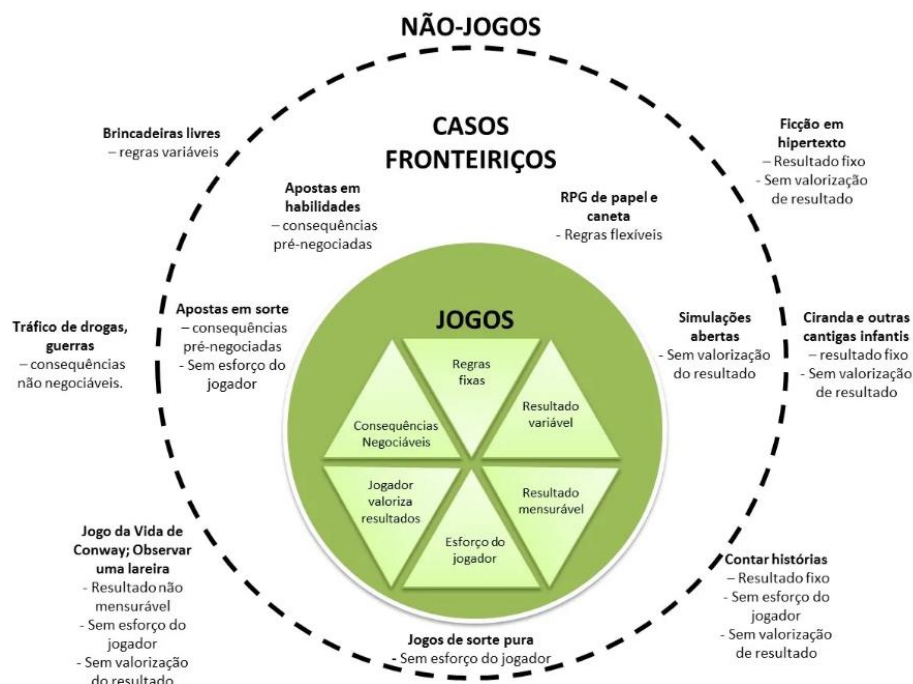 NÃO-JOGOS
CASOS
FRONTEIRIÇOS
Brincadeiras livres
– regras variáveis
Ficção em
hipertexto
– Resultado fixo
- Sem valorização
de resultado
Apostas em
habilidades
– consequências
pré-negociadas
RPG de papel e
caneta
- Regras flexíveis
Tráfico de drogas,
guerras
– consequências
não negociáveis.
Apostas em sorte
– consequências
pré-negociadas
- Sem esforço do
jogador
JOGOS
Regras
fixas
Consequências
Negociáveis
Resultado
variável
Jogador
valoriza
resultados
Esforço do
jogador
Resultado
mensurável
Simulações
abertas
- Sem valorização
do resultado
Ciranda e outras
cantigas infantis
– resultado fixo
- Sem valorização
de resultado
Jogo da Vida de
Conway; Observar
uma lareira
- Resultado não
mensurável
- Sem esforço do
jogador
- Sem valorização
do resultado
Jogos de sorte pura
- Sem esforço do jogador
Contar histórias
– Resultado fixo
- Sem esforço do
jogador
- Sem valorização
de resultado